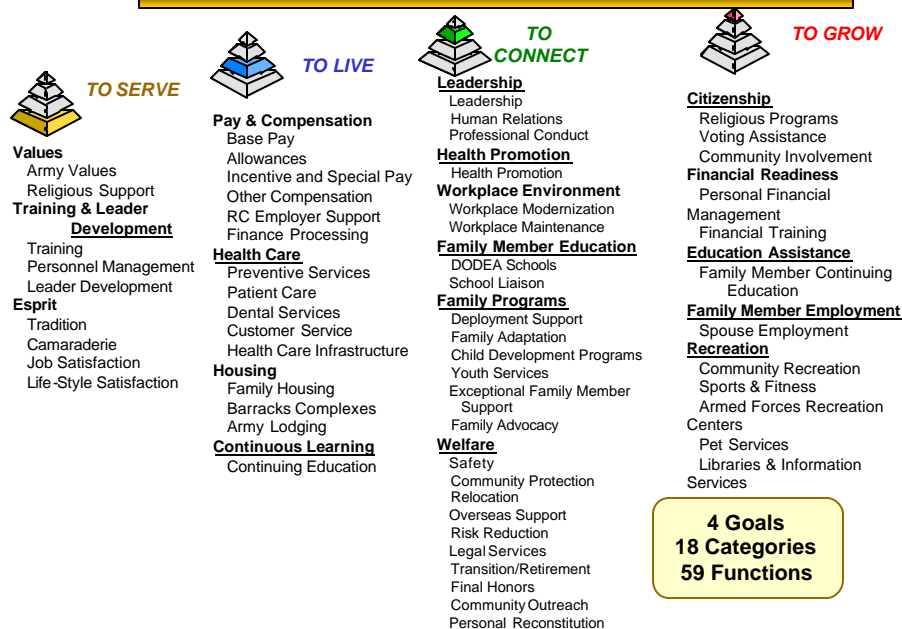 TO SERVE
Values
Army Values
Religious Support
Training & Leader
Development
Training
Personnel Management
Leader Development
Esprit
Tradition
Camaraderie
Job Satisfaction
Life-Style Satisfaction
TO LIVE
Pay & Compensation
Base Pay
Allowances
Incentive and Special Pay
Other Compensation
RC Employer Support
Finance Processing
Health Care
Preventive Services
Patient Care
Dental Services
Customer Service
Health Care Infrastructure
Housing
Family Housing
Barracks Complexes
Army Lodging
Continuous Learning
Continuing Education
TO
CONNECT
Leadership
Leadership
Human Relations
Professional Conduct
Health Promotion
Health Promotion
Workplace Environment
Workplace Modernization
Workplace Maintenance
Family Member Education
DODEA Schools
School Liaison
Family Programs
Deployment Support
Family Adaptation
Child Development Programs
Youth Services
Exceptional Family Member
Support
Family Advocacy
Welfare
Safety
Community Protection
Relocation
Overseas Support
Risk Reduction
Legal Services
Transition/Retirement
Final Honors
Community Outreach
Personal Reconstitution
TO GROW
Citizenship
Religious Programs
Voting Assistance
Community Involvement
Financial Readiness
Personal Financial
Management
Financial Training
Education Assistance
Family Member Continuing
Education
Family Member Employment
Spouse Employment
Recreation
Community Recreation
Sports & Fitness
Armed Forces Recreation
Centers
Pet Services
Libraries & Information
Services
4 Goals
18 Categories
59 Functions